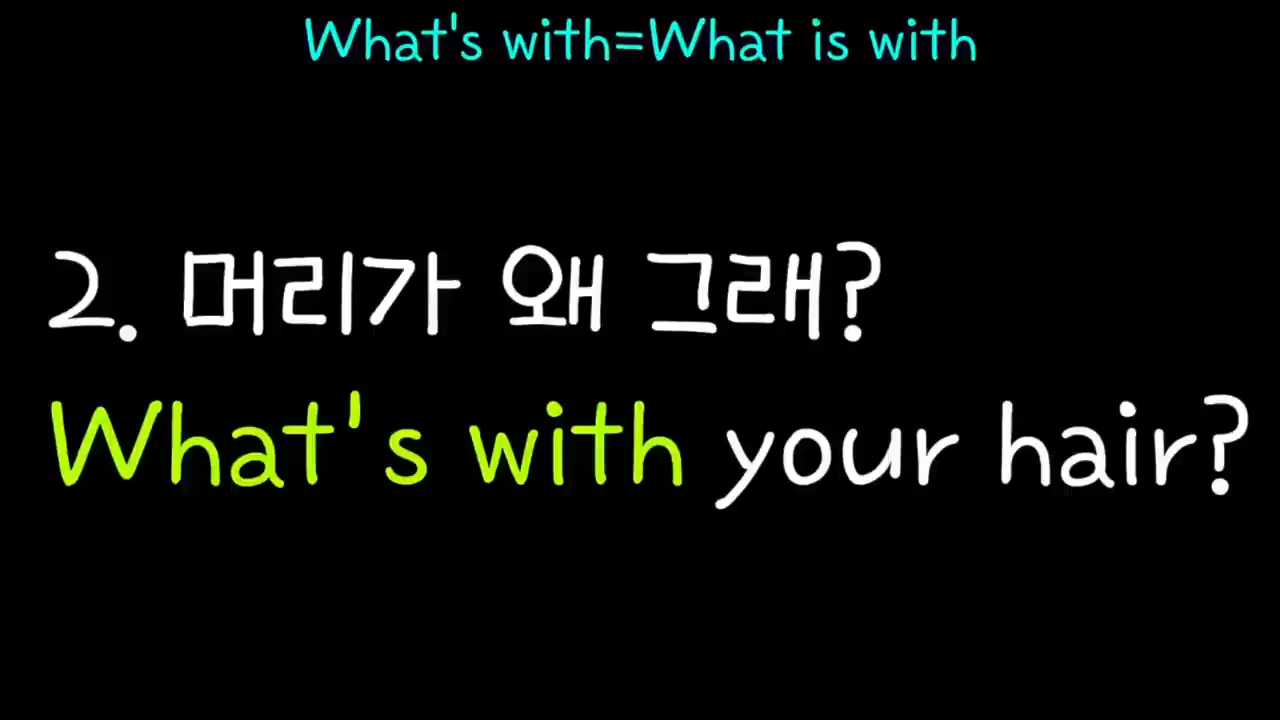 What's with=What is with
2. 머리가 왜 그래?
What's with your hair?